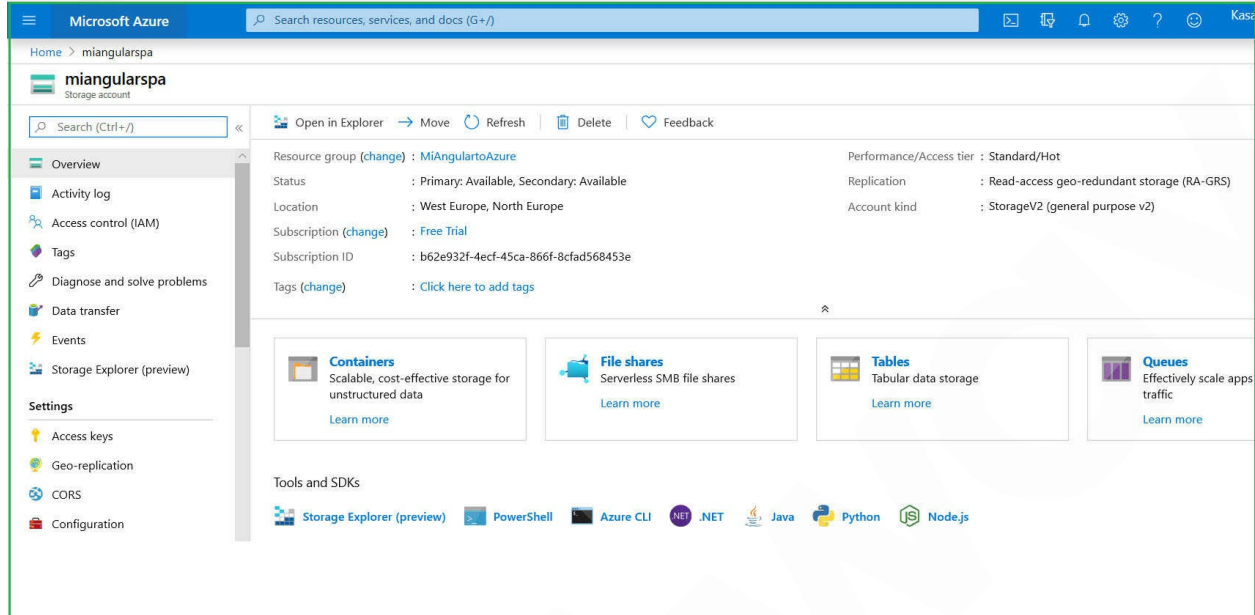 Microsoft Azure
Search resources, services, and docs (G+/)
Kasa
Home > miangularspa
miangularspa
Storage account
Search (Ctrl+/)
«
Overview
Activity log
Access control (IAM)
Tags
Diagnose and solve problems
Data transfer
Events
Storage Explorer (preview)
Settings
Access keys
Geo-replication
CORS
Configuration
Open in Explorer Move Refresh Delete Feedback
Resource group (change) : MiAngulartoAzure
Status : Primary: Available, Secondary: Available
Location : West Europe, North Europe
Subscription (change) : Free Trial
Subscription ID : b62e932f-4ecf-45ca-866f-8cfad568453e
Tags (change) : Click here to add tags
Performance/Access tier : Standard/Hot
Replication : Read-access geo-redundant storage (RA-GRS)
Account kind : StorageV2 (general purpose v2)
Containers
Scalable, cost-effective storage for
unstructured data
Learn more
File shares
Serverless SMB file shares
Learn more
Tables
Tabular data storage
Learn more
Queues
Effectively scale apps
traffic
Learn more
Tools and SDKs
Storage Explorer (preview) PowerShell Azure CLI NET .NET Java Python JS Node.js